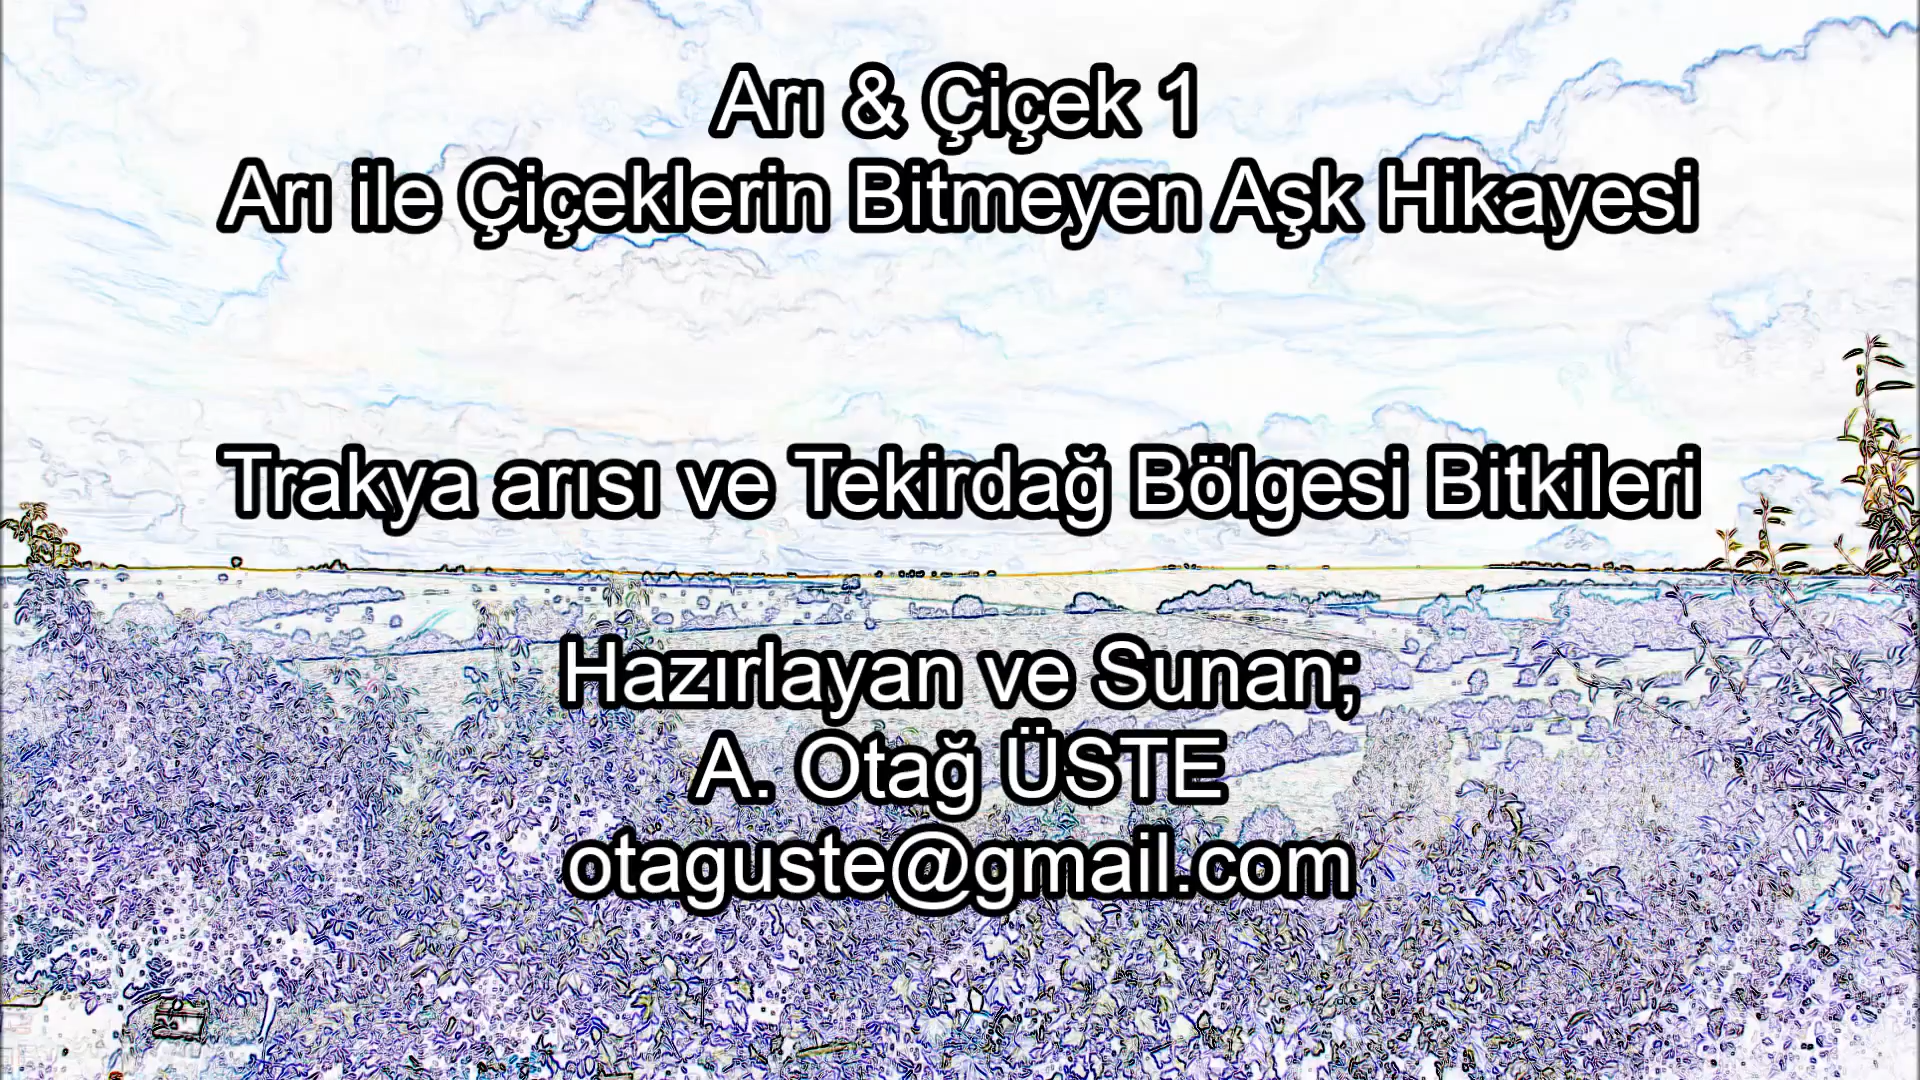 Arı & Çiçek 1
Arı ile Çiçeklerin Bitmeyen Aşk Hikayesi
Trakya arısı ve Tekirdağ Bölgesi Bitkileri
Hazırlayan ve Sunan;
A. Otağ ÜSTE
otaguste@gmail.com